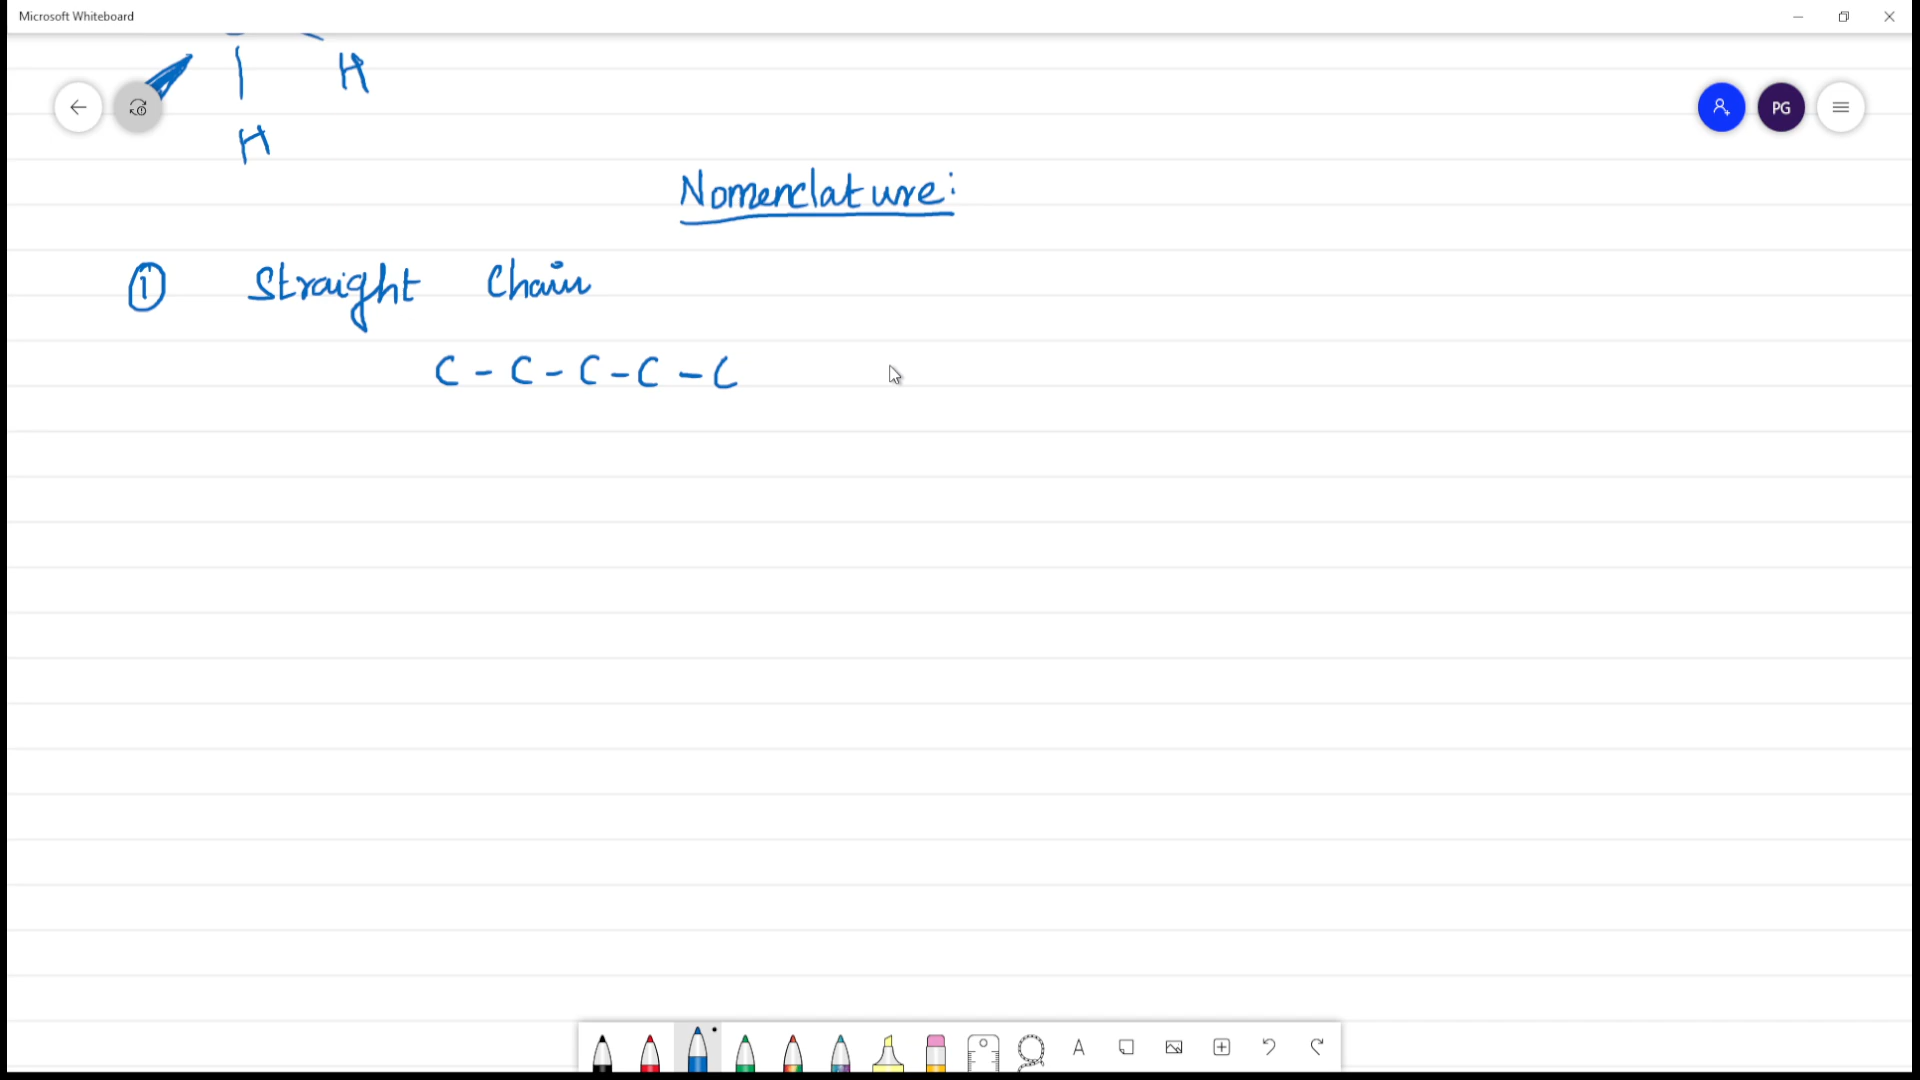 Microsoft Whiteboard
H
H
PG
Nomenclature:
① Straight Chain
C - C - C - C - C
A